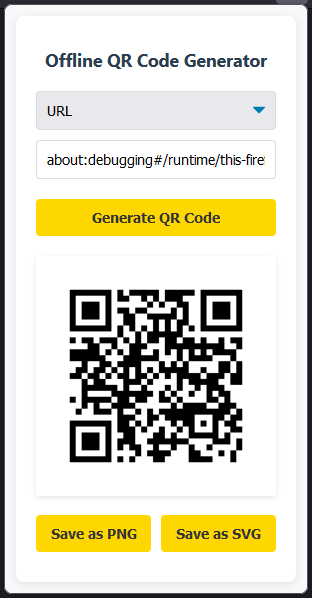 Offline QR Code Generator
URL
about:debugging#/runtime/this-fire
Generate QR Code
Save as PNG
Save as SVG